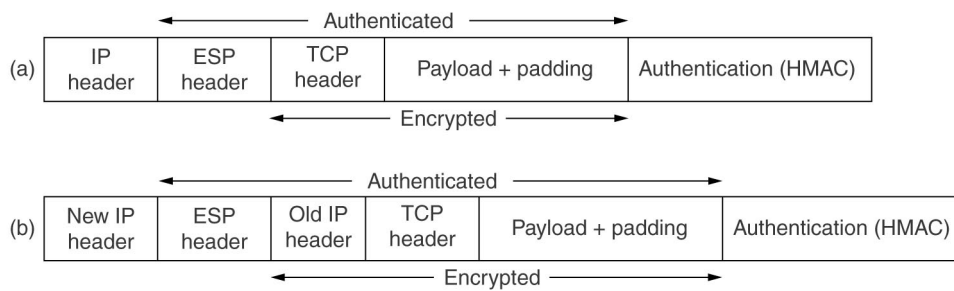 Authenticated
(a)
IP header
ESP header
TCP header
Payload + padding
Authentication (HMAC)
Encrypted
Authenticated
(b)
New IP header
ESP header
Old IP header
TCP header
Payload + padding
Authentication (HMAC)
Encrypted